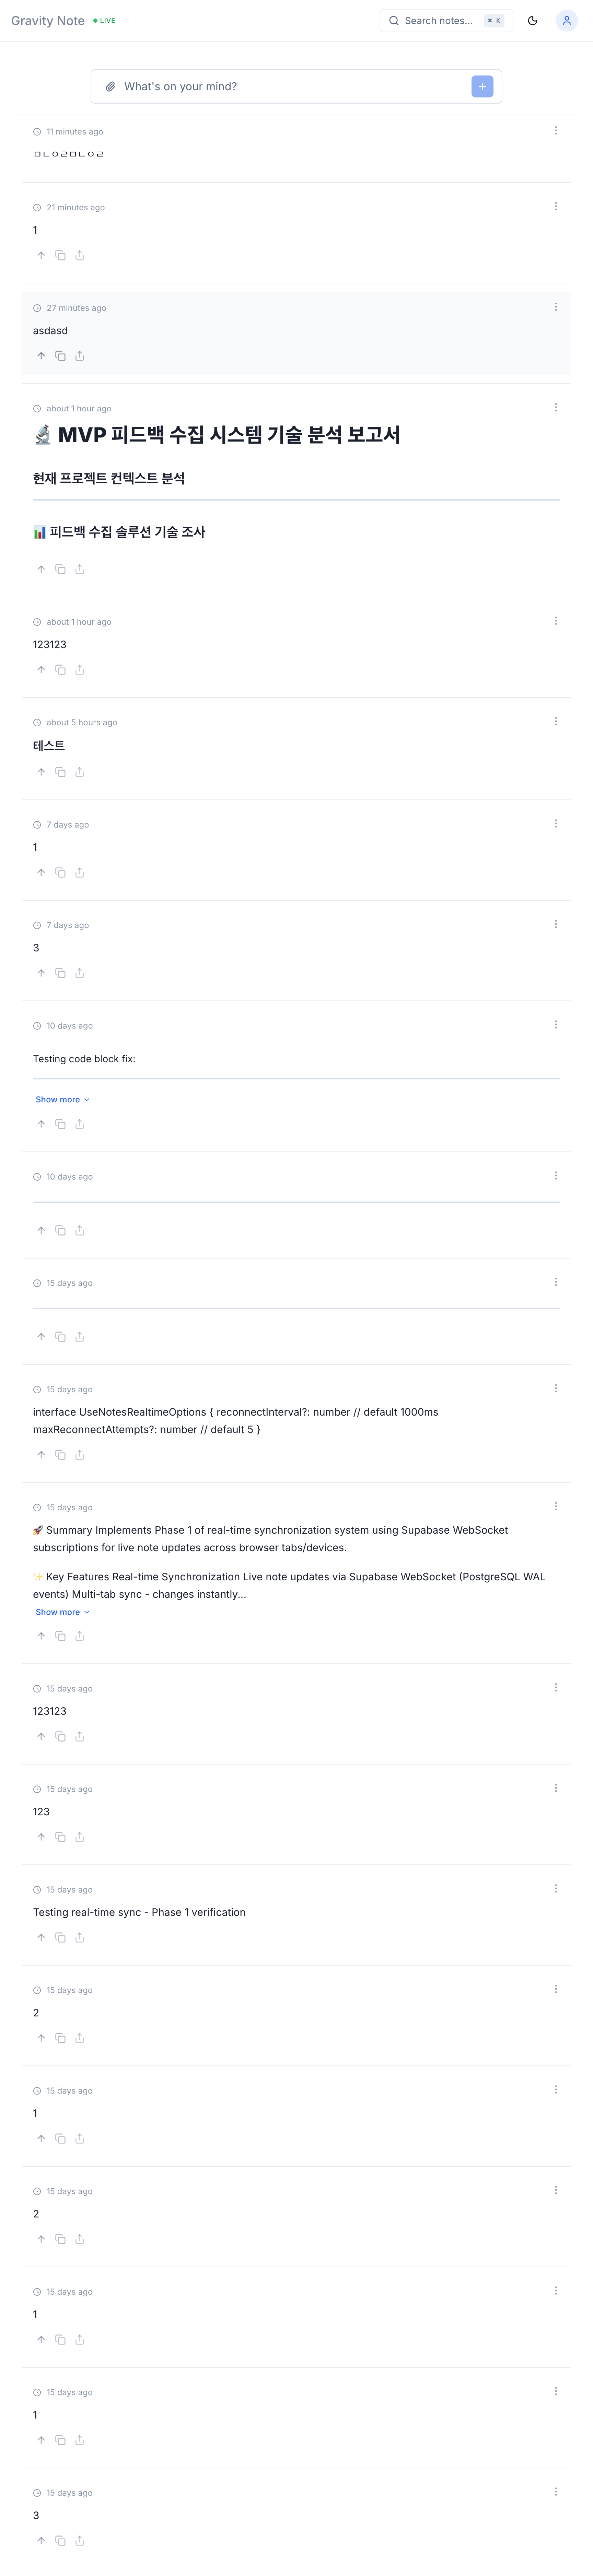 Gravity Note
LIVE
Search notes...
⌘ K
What's on your mind?
11 minutes ago
ㅁㄴㅇㄹㅁㄴㅇㄹ
21 minutes ago
1
27 minutes ago
asdasd
about 1 hour ago
🔬 MVP 피드백 수집 시스템 기술 분석 보고서
현재 프로젝트 컨텍스트 분석
📊 피드백 수집 솔루션 기술 조사
about 1 hour ago
123123
about 5 hours ago
테스트
7 days ago
1
7 days ago
3
10 days ago
Testing code block fix:
Show more
10 days ago
15 days ago
15 days ago
interface UseNotesRealtimeOptions { reconnectInterval?: number // default 1000ms
maxReconnectAttempts?: number // default 5 }
15 days ago
🚀 Summary Implements Phase 1 of real-time synchronization system using Supabase WebSocket
subscriptions for live note updates across browser tabs/devices.
✨ Key Features Real-time Synchronization Live note updates via Supabase WebSocket (PostgreSQL WAL
events) Multi-tab sync - changes instantly...
Show more
15 days ago
123123
15 days ago
123
15 days ago
Testing real-time sync - Phase 1 verification
15 days ago
2
15 days ago
1
15 days ago
2
15 days ago
1
15 days ago
1
15 days ago
3